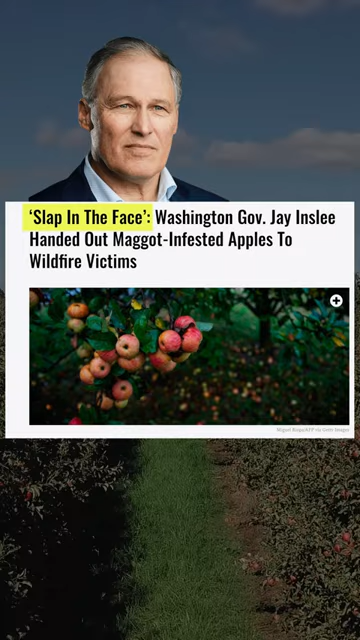 'Slap In The Face': Washington Gov. Jay Inslee
Handed Out Maggot-Infested Apples To
Wildfire Victims